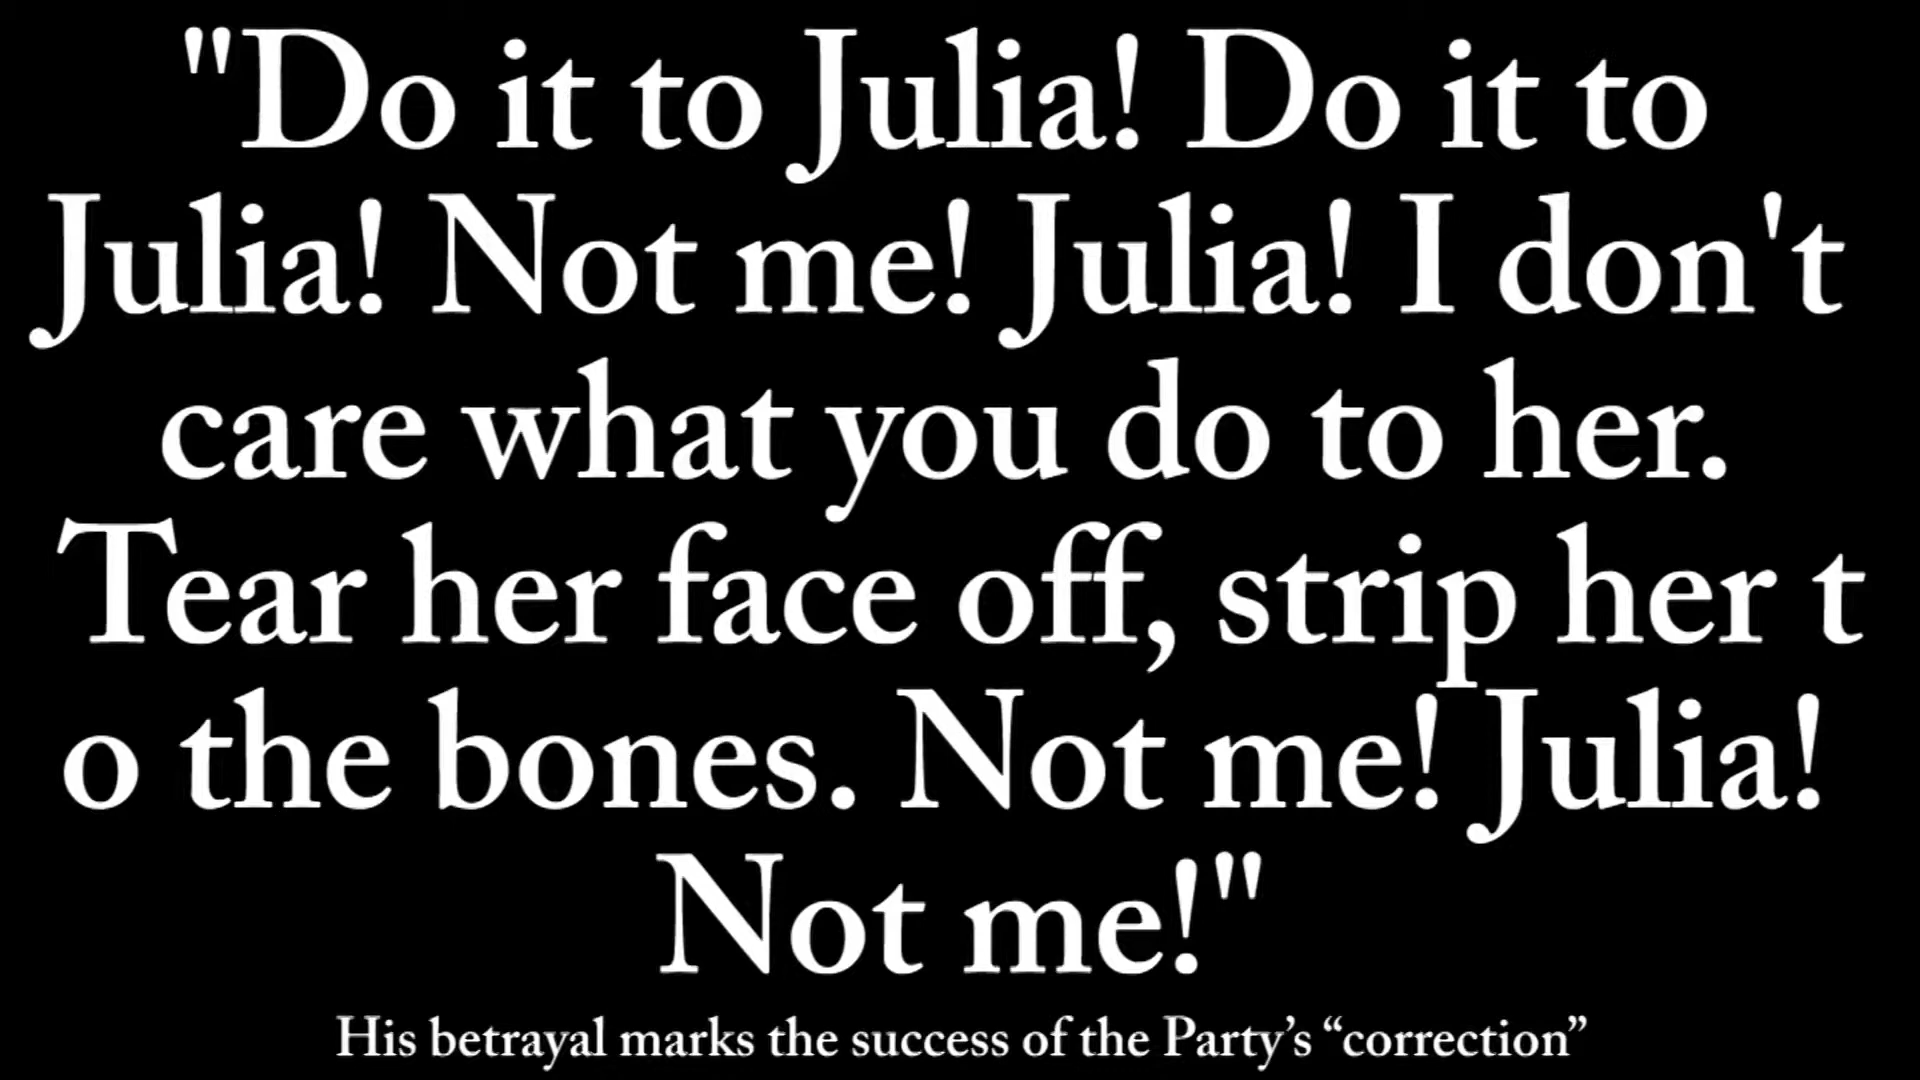 "Do it to Julia! Do it to
Julia! Not me! Julia! I don't
care what you do to her.
Tear her face off, strip her t
o the bones. Not me! Julia!
Not me!"
His betrayal marks the success of the Party’s “correction”